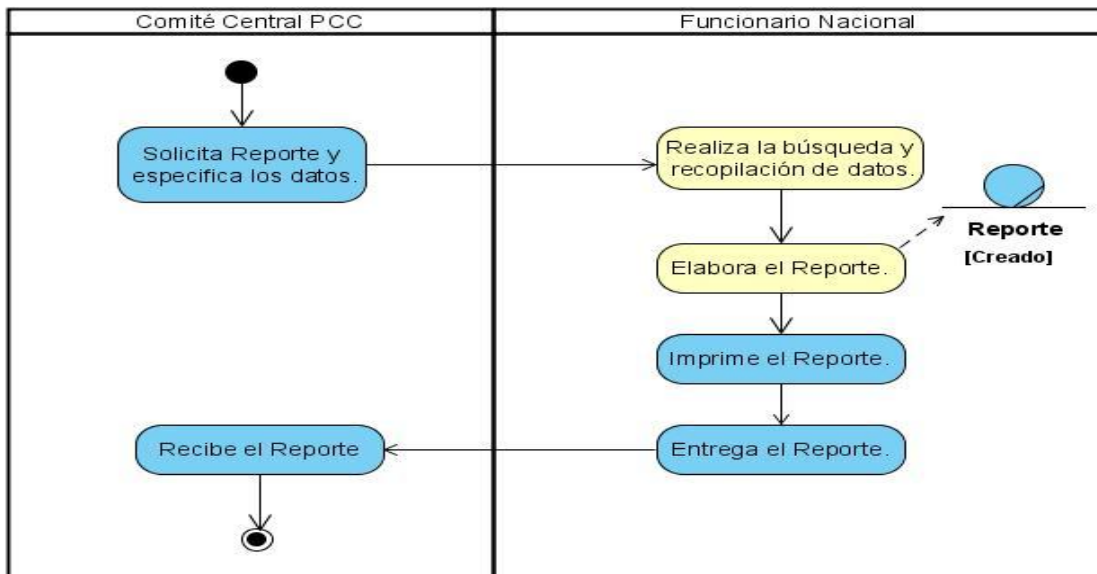 Comité Central PCC
Funcionario Nacional
Solicita Reporte y
especifica los datos.
Realiza la búsqueda y
recopilación de datos.
Reporte
[Creado]
Elabora el Reporte.
Imprime el Reporte.
Entrega el Reporte.
Recibe el Reporte